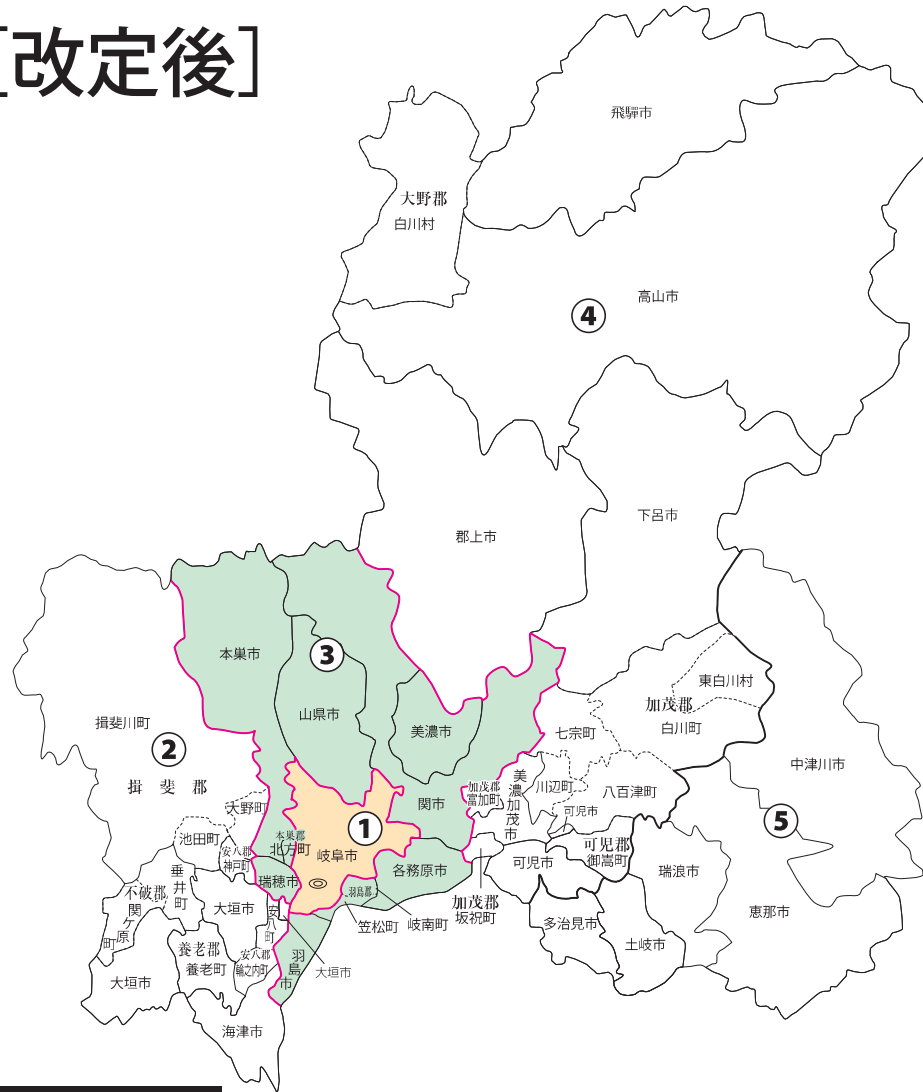 [改定後]
飛驒市
大野郡
白川村
高山市
④
下呂市
郡上市
本巣市
③
東白川村
加茂郡
白川町
山県市
揖斐川町
美濃市
七宗町
②
中津川市
揖斐郡
加茂郡
富加町
美濃加茂市
川辺町
八百津町
関市
大野町
可児市
⑤
①
池田町
本巣郡
北方町
岐阜市
安八郡
神戸町
可児市
可児郡
御嵩町
各務原市
瑞浪市
垂井町
瑞穂市
不破郡
関ケ原町
羽島郡
大垣市
安八町
加茂郡
坂祝町
恵那市
笠松町
岐南町
多治見市
土岐市
養老郡
養老町
安八郡
輪之内町
羽島市
大垣市
大垣市
海津市